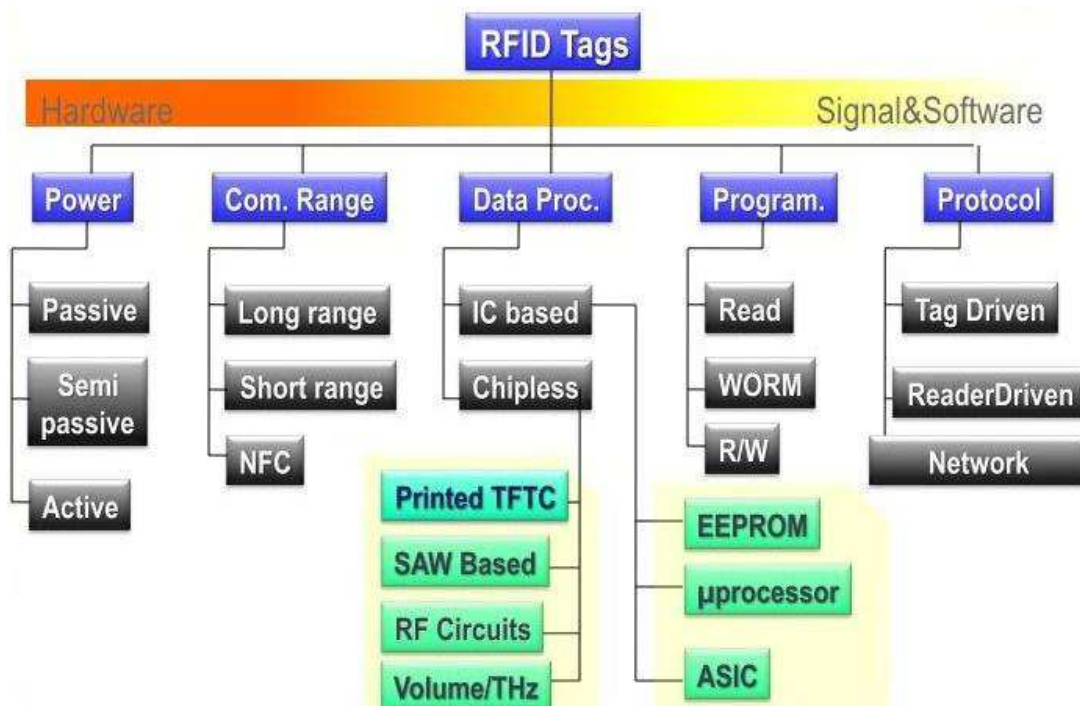 RFID Tags
Hardware
Signal&Software
Power
Com. Range
Data Proc.
Program.
Protocol
Passive
Semi
passive
Active
Long range
Short range
NFC
IC based
Chipless
Printed TFTC
SAW Based
RF Circuits
Volume/THz
EEPROM
µprocessor
ASIC
Read
WORM
R/W
Tag Driven
ReaderDriven
Network